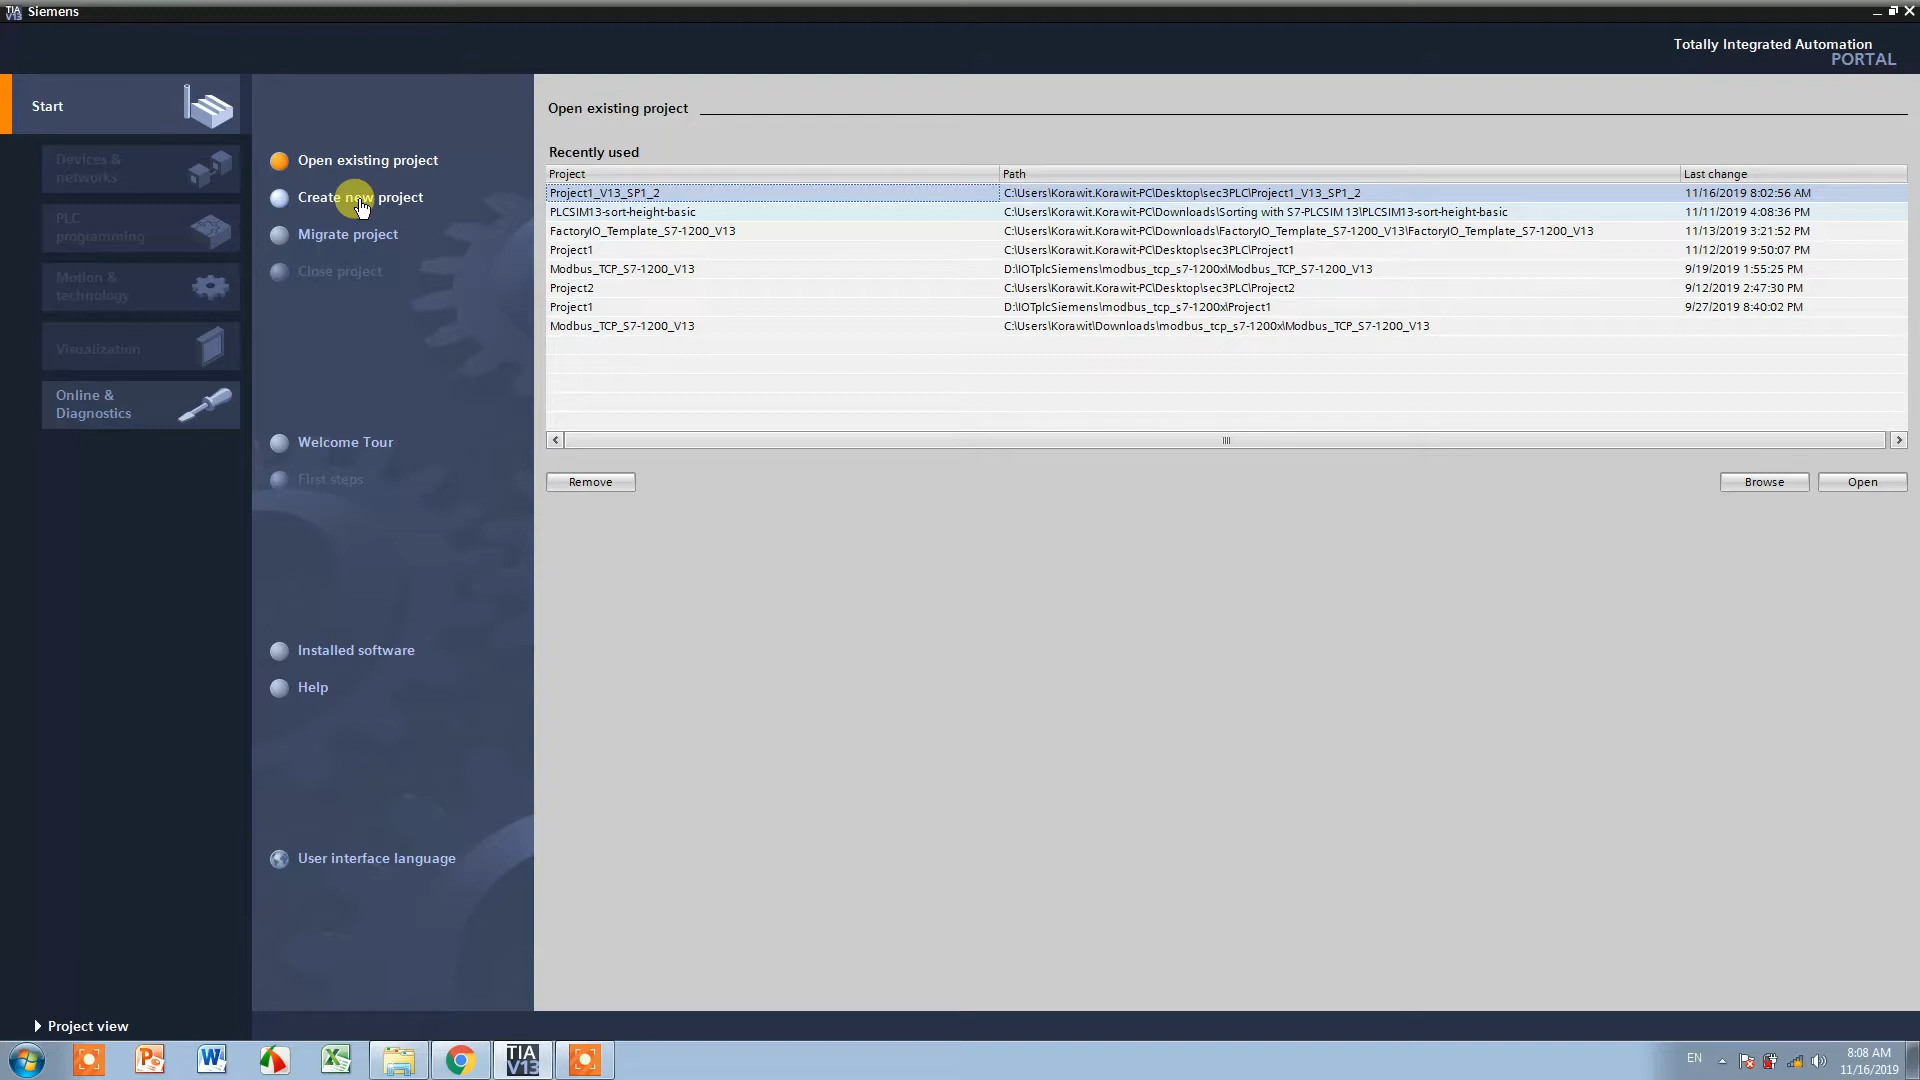 TIA V13 Siemens
Totally Integrated Automation
PORTAL
Start
Devices &
networks
PLC
programming
Motion &
technology
Visualization
Online &
Diagnostics
Open existing project
Create new project
Migrate project
Close project
Welcome Tour
First steps
Installed software
Help
User interface language
Open existing project
Recently used
Project Path Last change
Project1_V13_SP1_2 C:\Users\Korawit.Korawit-PC\Desktop\sec3PLC\Project1_V13_SP1_2 11/16/2019 8:02:56 AM
PLCSIM13-sort-height-basic C:\Users\Korawit.Korawit-PC\Downloads\Sorting with S7-PLCSIM 13\PLCSIM13-sort-height-basic 11/11/2019 4:08:36 PM
FactoryIO_Template_S7-1200_V13 C:\Users\Korawit.Korawit-PC\Downloads\FactoryIO_Template_S7-1200_V13\FactoryIO_Template_S7-1200_V13 11/13/2019 3:21:52 PM
Project1 C:\Users\Korawit.Korawit-PC\Desktop\sec3PLC\Project1 11/12/2019 9:50:07 PM
Modbus_TCP_S7-1200_V13 D:\IOTplcSiemens\modbus_tcp_s7-1200x\Modbus_TCP_S7-1200_V13 9/19/2019 1:55:25 PM
Project2 C:\Users\Korawit.Korawit-PC\Desktop\sec3PLC\Project2 9/12/2019 2:47:30 PM
Project1 D:\IOTplcSiemens\modbus_tcp_s7-1200x\Project1 9/27/2019 8:40:02 PM
Modbus_TCP_S7-1200_V13 C:\Users\Korawit\Downloads\modbus_tcp_s7-1200x\Modbus_TCP_S7-1200_V13
Remove Browse Open
Project view
TIA
V13
EN
8:08 AM
11/16/2019